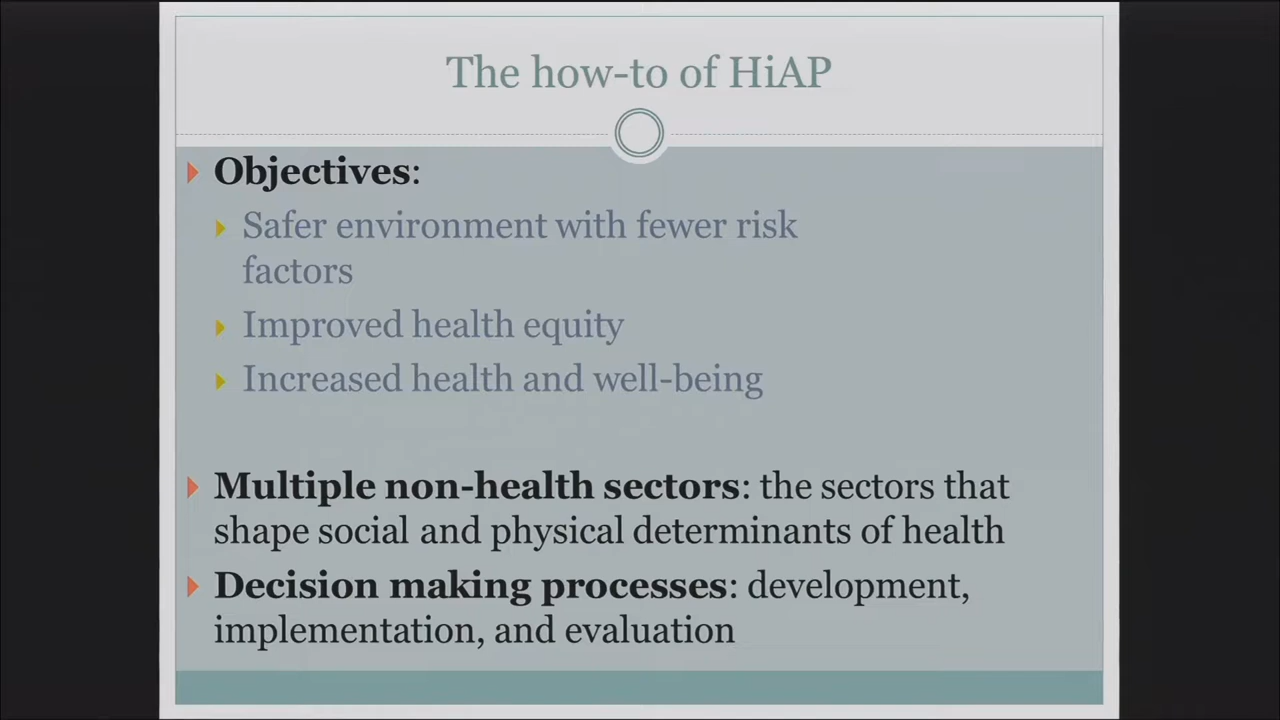 The how-to of HiAP
Objectives:
Safer environment with fewer risk
factors
Improved health equity
Increased health and well-being
Multiple non-health sectors: the sectors that
shape social and physical determinants of health
Decision making processes: development,
implementation, and evaluation